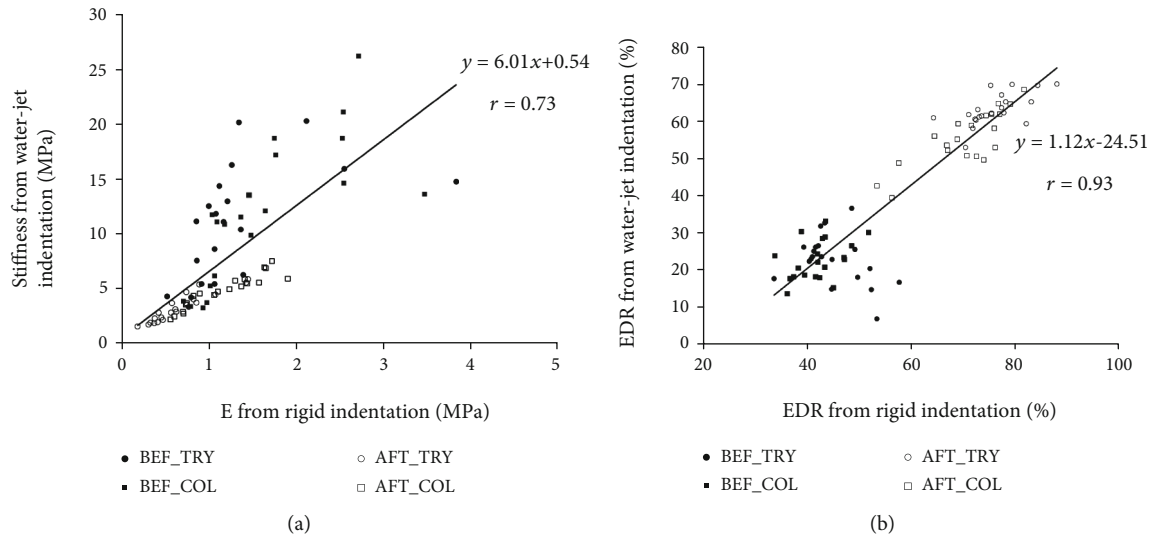 30
25
20
15
10
5
0
0
1
2
3
4
5
Stiffness from water-jet
indentation (MPa)
E from rigid indentation (MPa)
y = 6.01x+0.54
r = 0.73
BEF_TRY
BEF_COL
AFT_TRY
AFT_COL
(a)
80
70
60
50
40
30
20
10
0
20
40
60
80
100
EDR from water-jet indentation (%)
EDR from rigid indentation (%)
y = 1.12x-24.51
r = 0.93
BEF_TRY
BEF_COL
AFT_TRY
AFT_COL
(b)